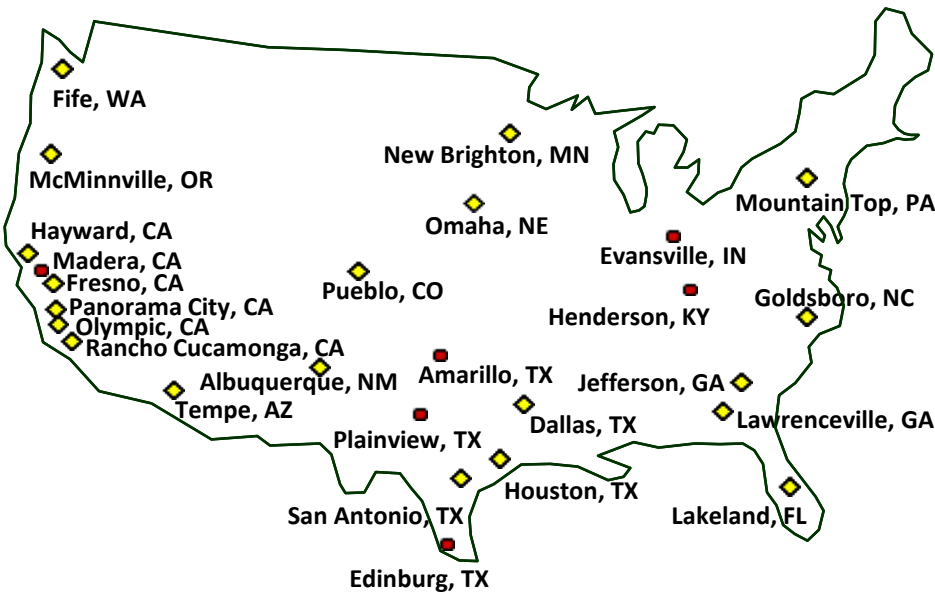 Fife, WA
New Brighton, MN
McMinnville, OR
Mountain Top, PA
Omaha, NE
Hayward, CA
Evansville, IN
Madera, CA
Fresno, CA
Pueblo, CO
Goldsboro, NC
Panorama City, CA
Henderson, KY
Olympic, CA
Rancho Cucamonga, CA
Amarillo, TX
Albuquerque, NM
Jefferson, GA
Tempe, AZ
Lawrenceville, GA
Dallas, TX
Plainview, TX
Houston, TX
San Antonio, TX
Lakeland, FL
Edinburg, TX